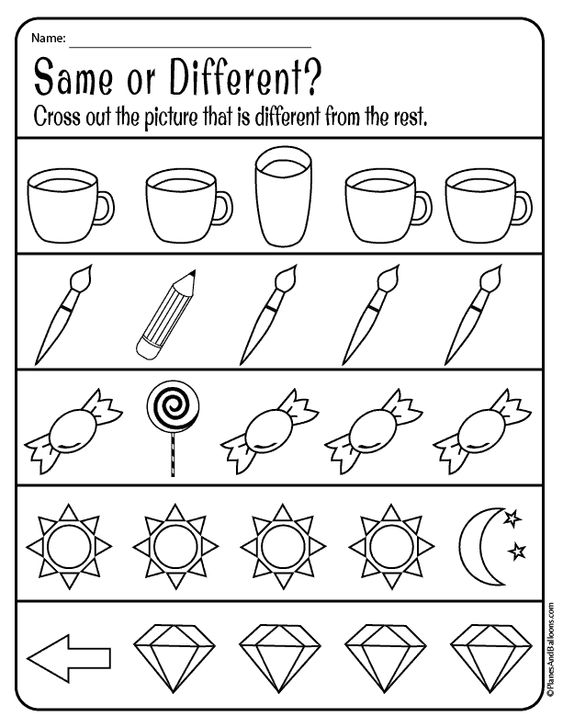 Name:
Same or Different?
Cross out the picture that is different from the rest.
©PlanesAndBalloons.com